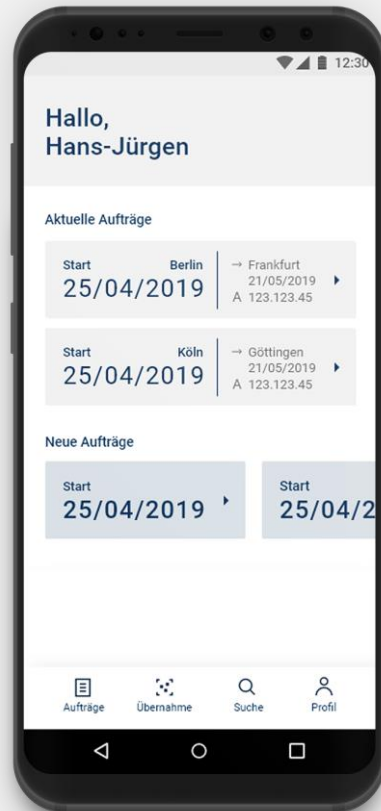 12:30
Hallo,
Hans-Jürgen
Aktuelle Aufträge
Start Berlin
25/04/2019
→ Frankfurt
21/05/2019
A 123.123.45
Start Köln
25/04/2019
→ Göttingen
21/05/2019
A 123.123.45
Neue Aufträge
Start
25/04/2019
Start
25/04/2
Aufträge Übernahme Suche Profil